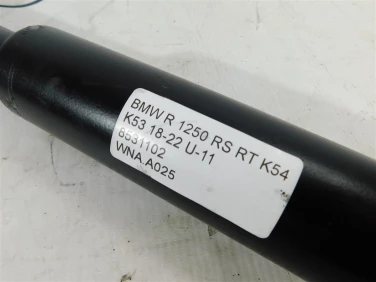 BMW R 1250 RS RT K54
K53 18-22 U-11
8531102
WNA.A025